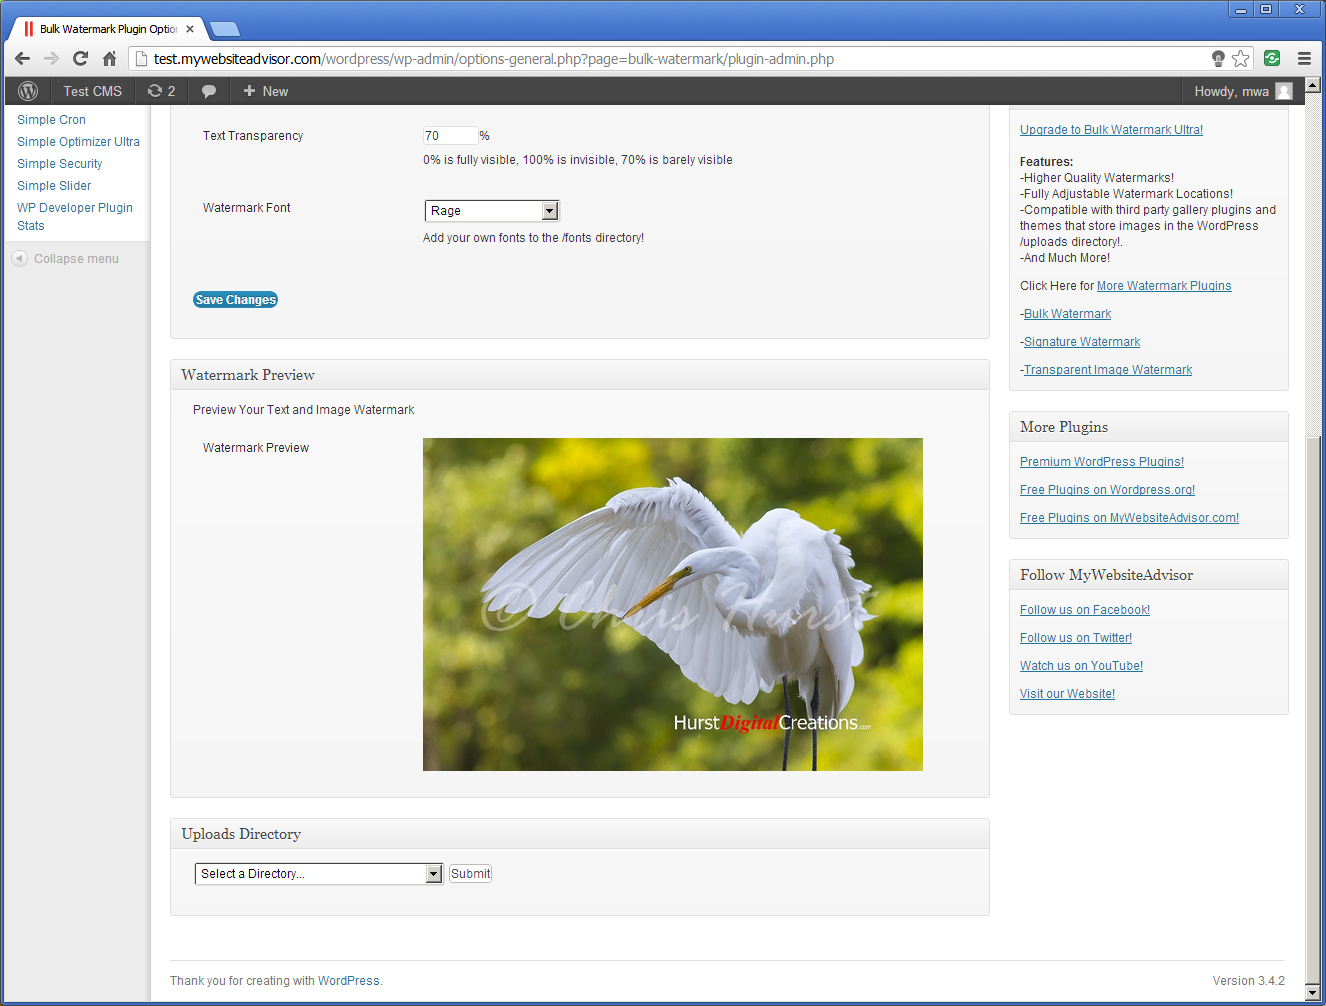 Bulk Watermark Plugin Optio
test.mywebsiteadvisor.com/wordpress/wp-admin/options-general.php?page=bulk-watermark/plugin-admin.php
Test CMS
2
New
Howdy, mwa
Simple Cron
Simple Optimizer Ultra
Simple Security
Simple Slider
WP Developer Plugin
Stats
Collapse menu
Text Transparency
70
%
0% is fully visible, 100% is invisible, 70% is barely visible
Watermark Font
Rage
Add your own fonts to the /fonts directory!
Save Changes
Watermark Preview
Preview Your Text and Image Watermark
Watermark Preview
© Chris Hurst
HurstDigitalCreations.com
Uploads Directory
Select a Directory...
Submit
Upgrade to Bulk Watermark Ultra!
Features:
-Higher Quality Watermarks!
-Fully Adjustable Watermark Locations!
-Compatible with third party gallery plugins and
themes that store images in the WordPress
/uploads directory!.
-And Much More!
Click Here for More Watermark Plugins
-Bulk Watermark
-Signature Watermark
-Transparent Image Watermark
More Plugins
Premium WordPress Plugins!
Free Plugins on Wordpress.org!
Free Plugins on MyWebsiteAdvisor.com!
Follow MyWebsiteAdvisor
Follow us on Facebook!
Follow us on Twitter!
Watch us on YouTube!
Visit our Website!
Thank you for creating with WordPress.
Version 3.4.2